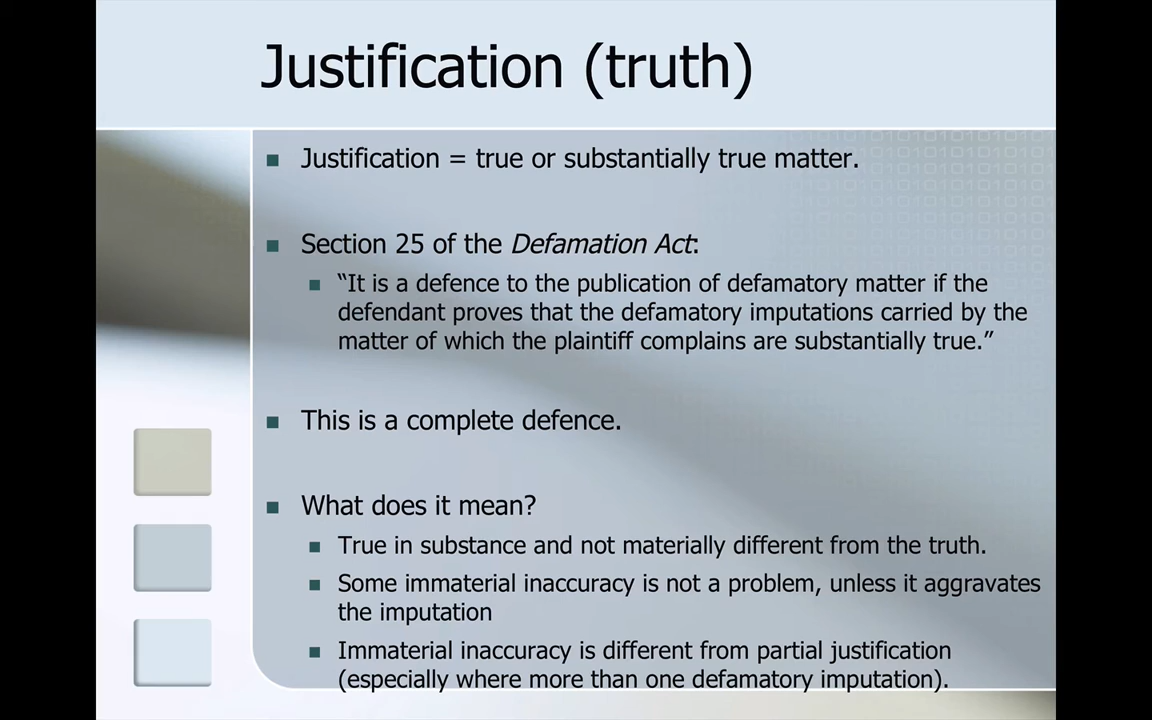 Justification (truth)
Justification = true or substantially true matter.
Section 25 of the Defamation Act:
“It is a defence to the publication of defamatory matter if the
defendant proves that the defamatory imputations carried by the
matter of which the plaintiff complains are substantially true.”
This is a complete defence.
What does it mean?
True in substance and not materially different from the truth.
Some immaterial inaccuracy is not a problem, unless it aggravates
the imputation
Immaterial inaccuracy is different from partial justification
(especially where more than one defamatory imputation).